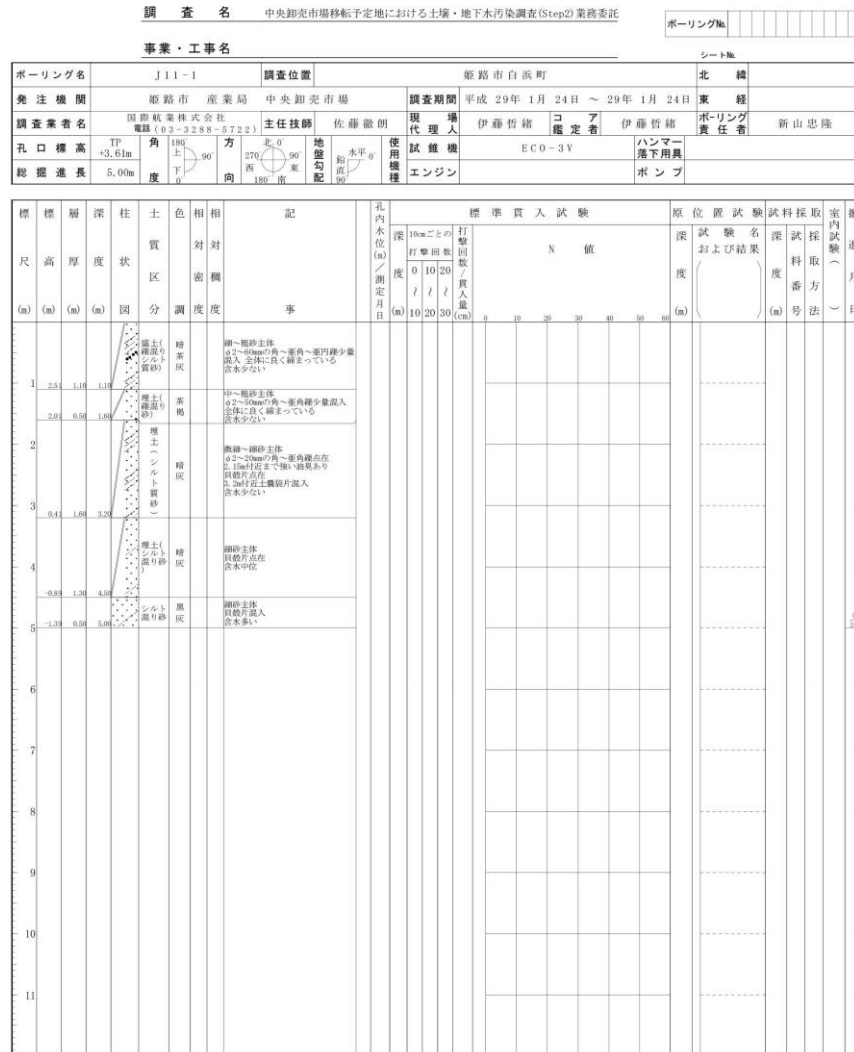 調 査 名 中央卸売市場移転予定地における土壌・地下水汚染調査(Step2)業務委託
ボーリングNo.
事業・工事名
シートNo.
ボーリング名 J11-1 調査位置 姫路市白浜町 北緯
発注機関 姫路市 産業局 中央卸売市場 調査期間 平成 29年 1月 24日 ～ 29年 1月 24日 東経
調査業者名 国際航業株式会社 電話(03-3288-5722) 主任技師 佐藤徹朗 現場代理人 伊藤哲緒 コア鑑定者 伊藤哲緒 ボーリング責任者 新山忠隆
孔口標高 TP +3.61m 角度 180° 上 下 0° 90° 方向 北 0° 270° 西 90° 東 180° 南 地盤勾配 水平 0° 鉛直 90° 使用機種 試錐機 ECO-3V ハンマー落下用具
総掘進長 5.00m エンジン ポンプ
標尺(m) 標高(m) 層厚(m) 深度(m) 柱状図 土質区分 色調 相対密度 相対稠度 記事 孔内水位(m)/測定月日 標準貫入試験 原位置試験 試料採取 室内試験( )
深度(m) 10cmごとの打撃回数 打撃回数/貫入量(cm) N 値 深度(m) 試験名および結果 深度(m) 試料番号 採取方法
0 10 20
～ ～ ～
10 20 30
0 10 20 30 40 50 60
盛土(礫混りシルト質砂) 暗茶灰 細～粗砂主体
φ2～60mmの角～亜角～亜円礫少量
混入 全体に良く締まっている
含水少ない
1 2.51 1.10 1.10
埋土(礫混り砂) 茶褐 中～粗砂主体
φ2～50mmの角～亜角礫少量混入
全体に良く締まっている
含水少ない
2.01 0.50 1.60
2
埋土(シルト質砂) 暗灰 微細～細砂主体
φ2～20mmの角～亜角礫点在
2.15m付近まで強い油臭あり
貝殻片点在
3.2m付近土嚢袋片混入
含水少ない
3 0.41 1.60 3.20
埋土(シルト混り砂) 暗灰 細砂主体
貝殻片点在
含水中位
4
-0.89 1.30 4.50
シルト混り砂 黒灰 細砂主体
貝殻片混入
含水多い
5 -1.39 0.50 5.00
6
7
8
9
10
11